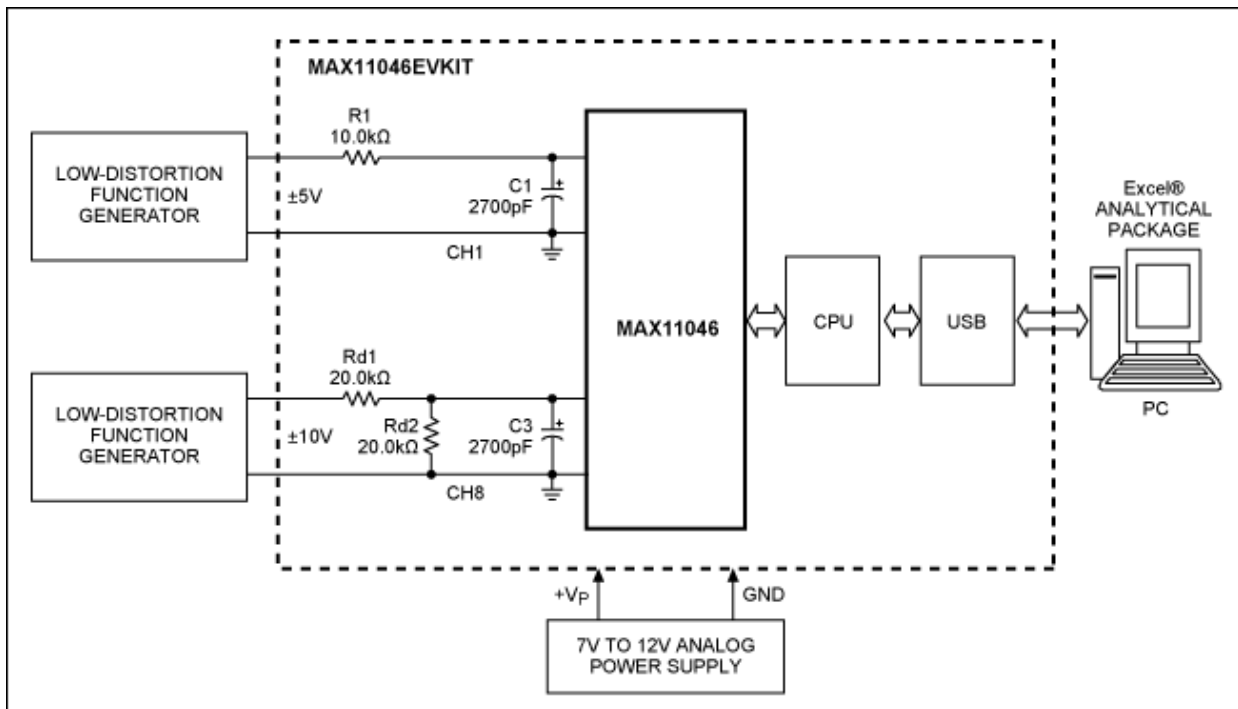 MAX11046EVKIT
LOW-DISTORTION
FUNCTION
GENERATOR
±5V
R1
10.0kΩ
C1
2700pF
+
CH1
LOW-DISTORTION
FUNCTION
GENERATOR
±10V
Rd1
20.0kΩ
Rd2
20.0kΩ
C3
2700pF
+
CH8
MAX11046
CPU
USB
Excel®
ANALYTICAL
PACKAGE
PC
+VP
GND
7V TO 12V ANALOG
POWER SUPPLY